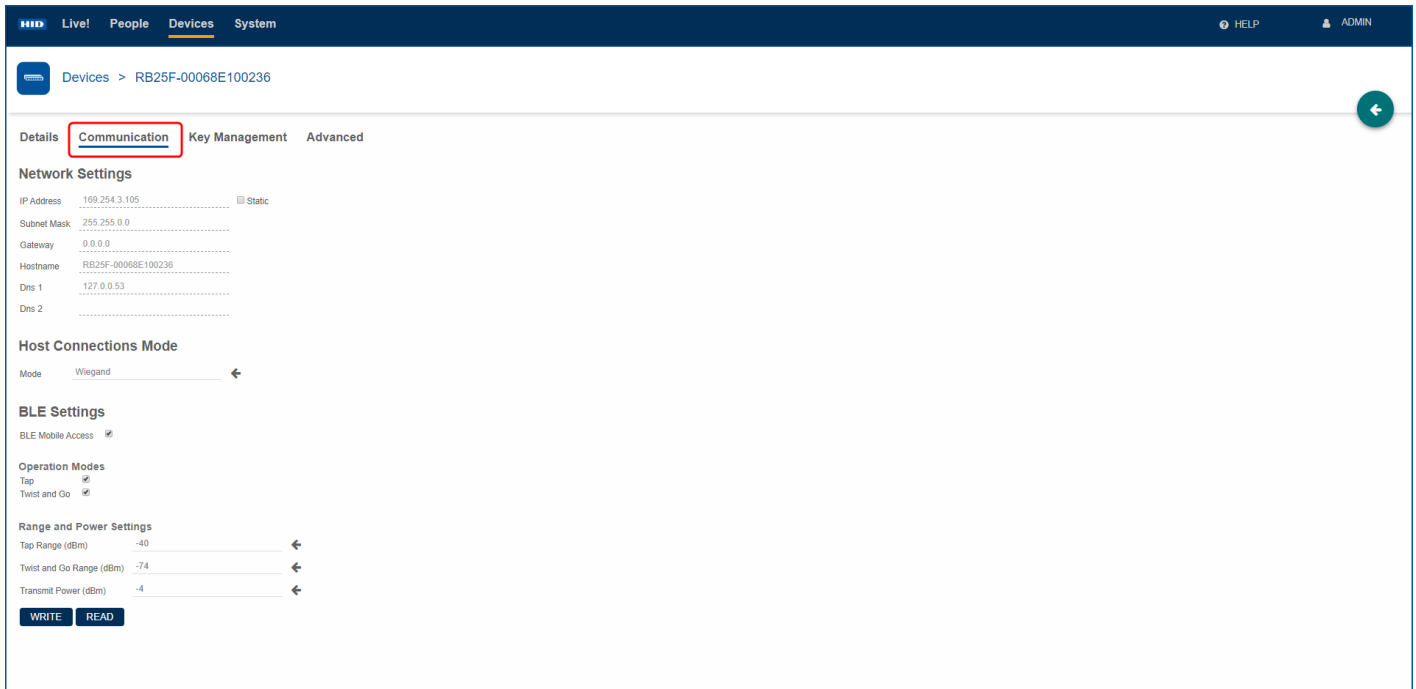 HID Live! People Devices System HELP ADMIN
Devices > RB25F-00068E100236
Details Communication Key Management Advanced
Network Settings
IP Address 169.254.3.105 Static
Subnet Mask 255.255.0.0
Gateway 0.0.0.0
Hostname RB25F-00068E100236
Dns 1 127.0.0.53
Dns 2
Host Connections Mode
Mode Wiegand
BLE Settings
BLE Mobile Access
Operation Modes
Tap
Twist and Go
Range and Power Settings
Tap Range (dBm) -40
Twist and Go Range (dBm) -74
Transmit Power (dBm) -4
WRITE READ